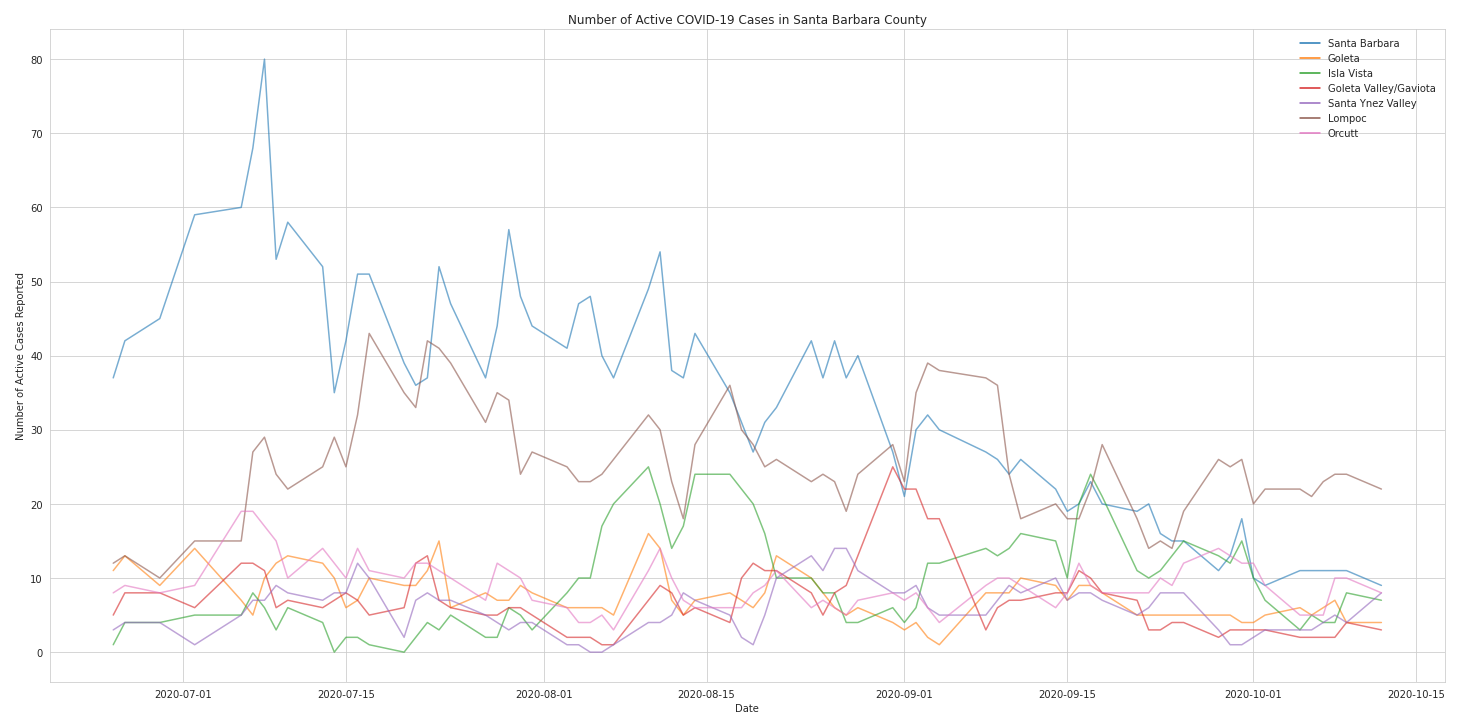 Number of Active COVID-19 Cases in Santa Barbara County
Santa Barbara
Goleta
Isla Vista
Goleta Valley/Gaviota
Santa Ynez Valley
Lompoc
Orcutt
Number of Active Cases Reported
80
70
60
50
40
30
20
10
0
2020-07-01 2020-07-15 2020-08-01 2020-08-15 2020-09-01 2020-09-15 2020-10-01 2020-10-15
Date